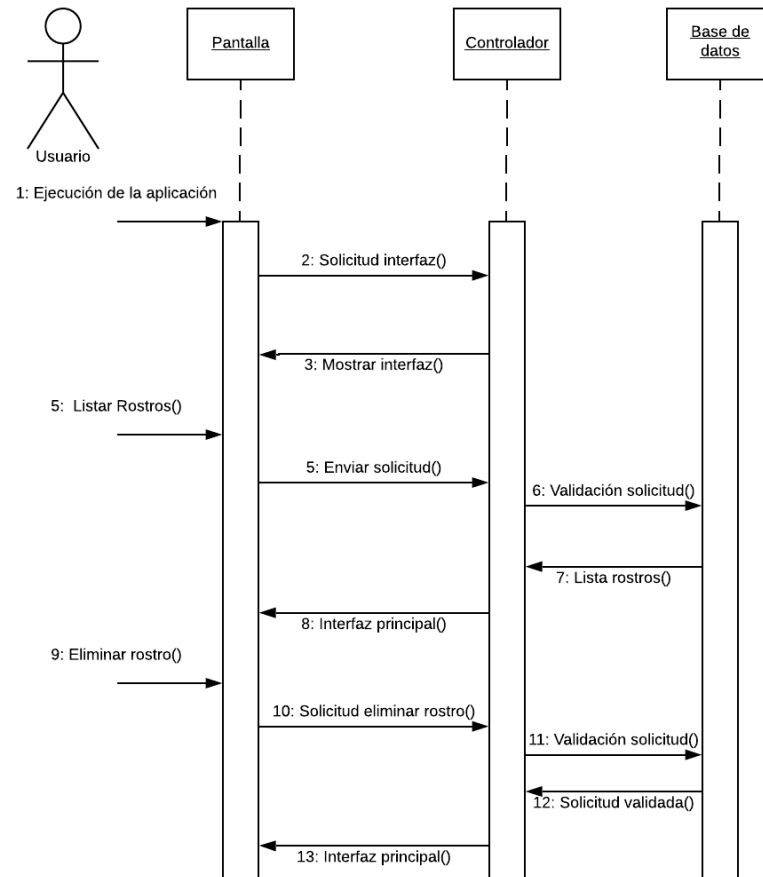 Pantalla
Controlador
Base de
datos
Usuario
1: Ejecución de la aplicación
2: Solicitud interfaz()
3: Mostrar interfaz()
5: Listar Rostros()
5: Enviar solicitud()
6: Validación solicitud()
7: Lista rostros()
8: Interfaz principal()
9: Eliminar rostro()
10: Solicitud eliminar rostro()
11: Validación solicitud()
12: Solicitud validada()
13: Interfaz principal()